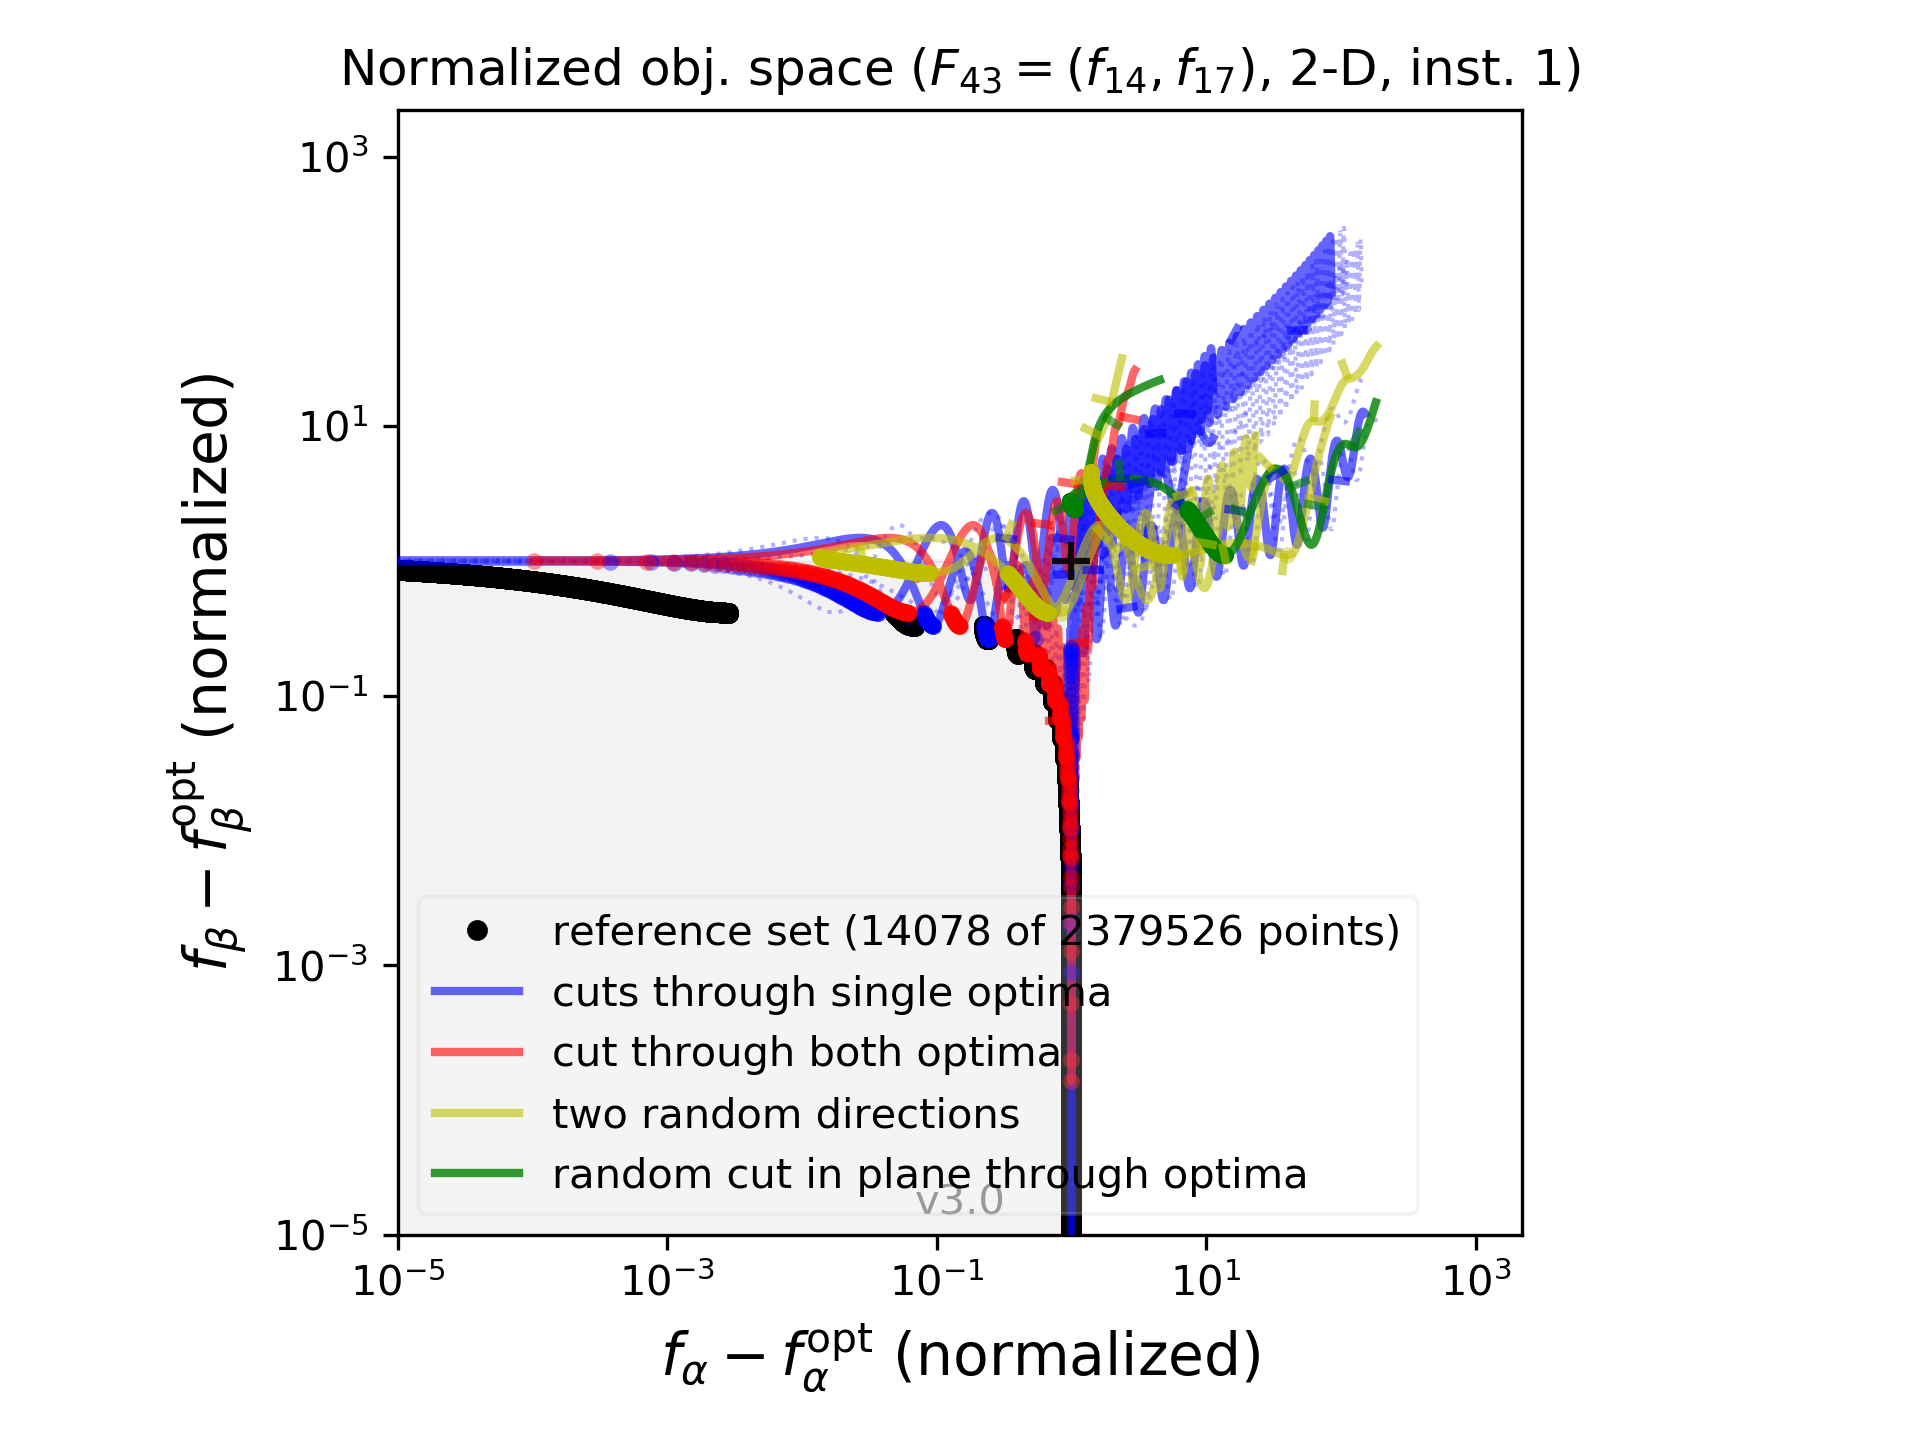 Normalized obj. space (F₄₃ = (f₁₄, f₁₇), 2-D, inst. 1)
f_β − f_β^opt (normalized)
10³
10¹
10⁻¹
10⁻³
10⁻⁵
reference set (14078 of 2379526 points)
cuts through single optima
cut through both optima
two random directions
random cut in plane through optima
v3.0
10⁻⁵ 10⁻³ 10⁻¹ 10¹ 10³
f_α − f_α^opt (normalized)